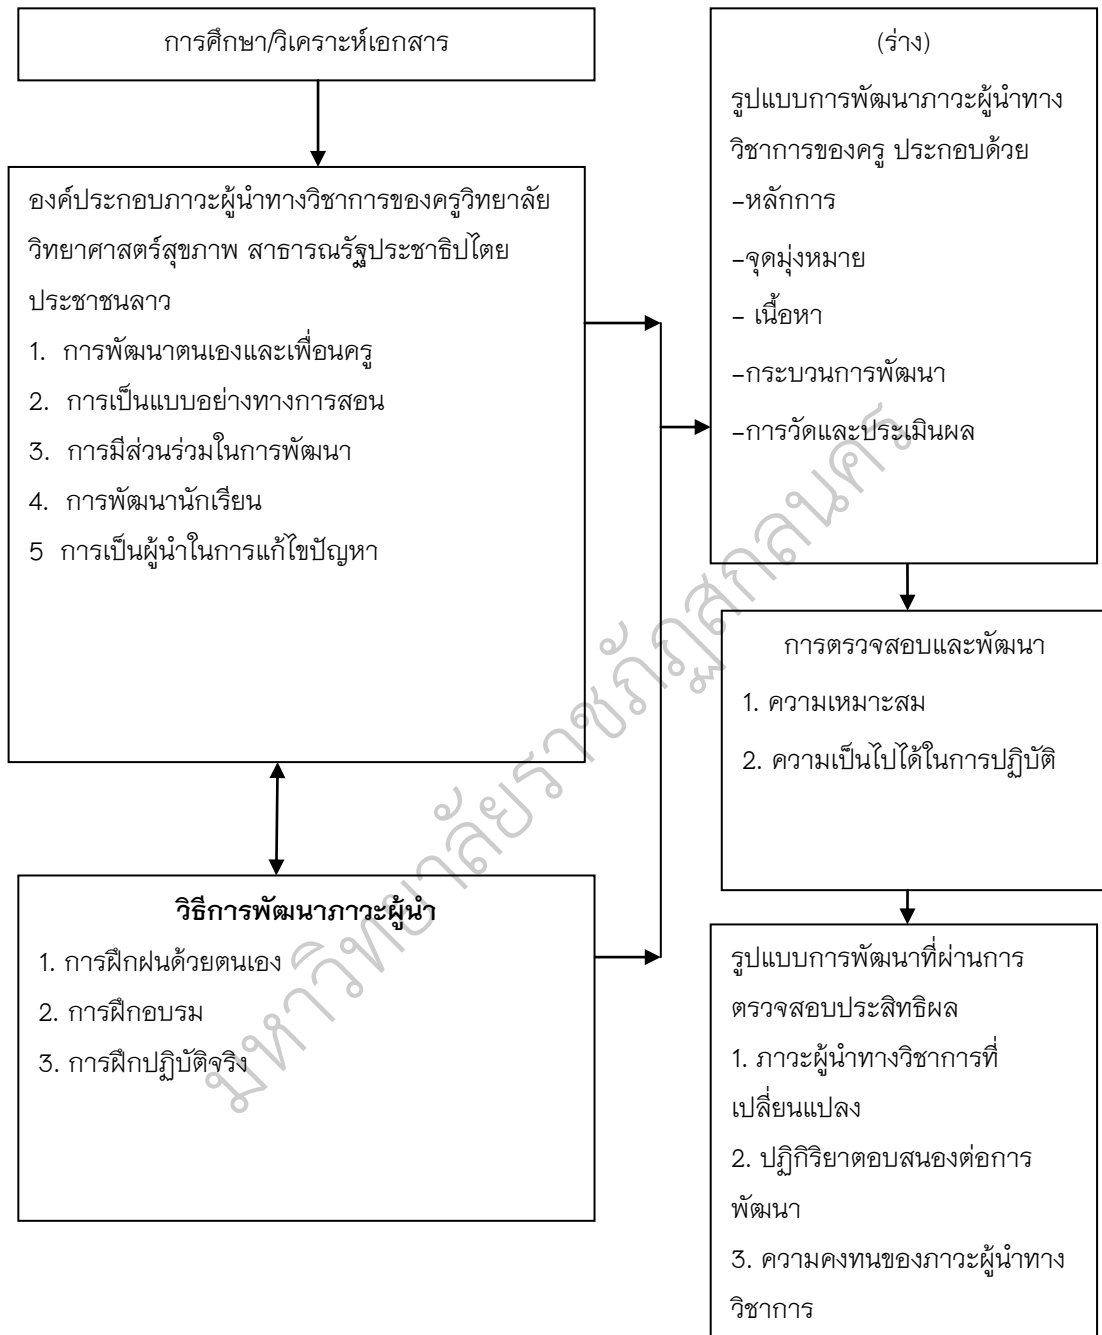 การศึกษา/วิเคราะห์เอกสาร
องค์ประกอบภาวะผู้นำทางวิชาการของครูวิทยาลัย
วิทยาศาสตร์สุขภาพ สาธารณรัฐประชาธิปไตย
ประชาชนลาว
1. การพัฒนาตนเองและเพื่อนครู
2. การเป็นแบบอย่างทางการสอน
3. การมีส่วนร่วมในการพัฒนา
4. การพัฒนานักเรียน
5 การเป็นผู้นำในการแก้ไขปัญหา
วิธีการพัฒนาภาวะผู้นำ
1. การฝึกฝนด้วยตนเอง
2. การฝึกอบรม
3. การฝึกปฏิบัติจริง
(ร่าง)
รูปแบบการพัฒนาภาวะผู้นำทาง
วิชาการของครู ประกอบด้วย
-หลักการ
-จุดมุ่งหมาย
- เนื้อหา
-กระบวนการพัฒนา
-การวัดและประเมินผล
การตรวจสอบและพัฒนา
1. ความเหมาะสม
2. ความเป็นไปได้ในการปฏิบัติ
รูปแบบการพัฒนาที่ผ่านการ
ตรวจสอบประสิทธิผล
1. ภาวะผู้นำทางวิชาการที่
เปลี่ยนแปลง
2. ปฏิกิริยาตอบสนองต่อการ
พัฒนา
3. ความคงทนของภาวะผู้นำทาง
วิชาการ
มหาวิทยาลัยราชภัฏสกลนคร